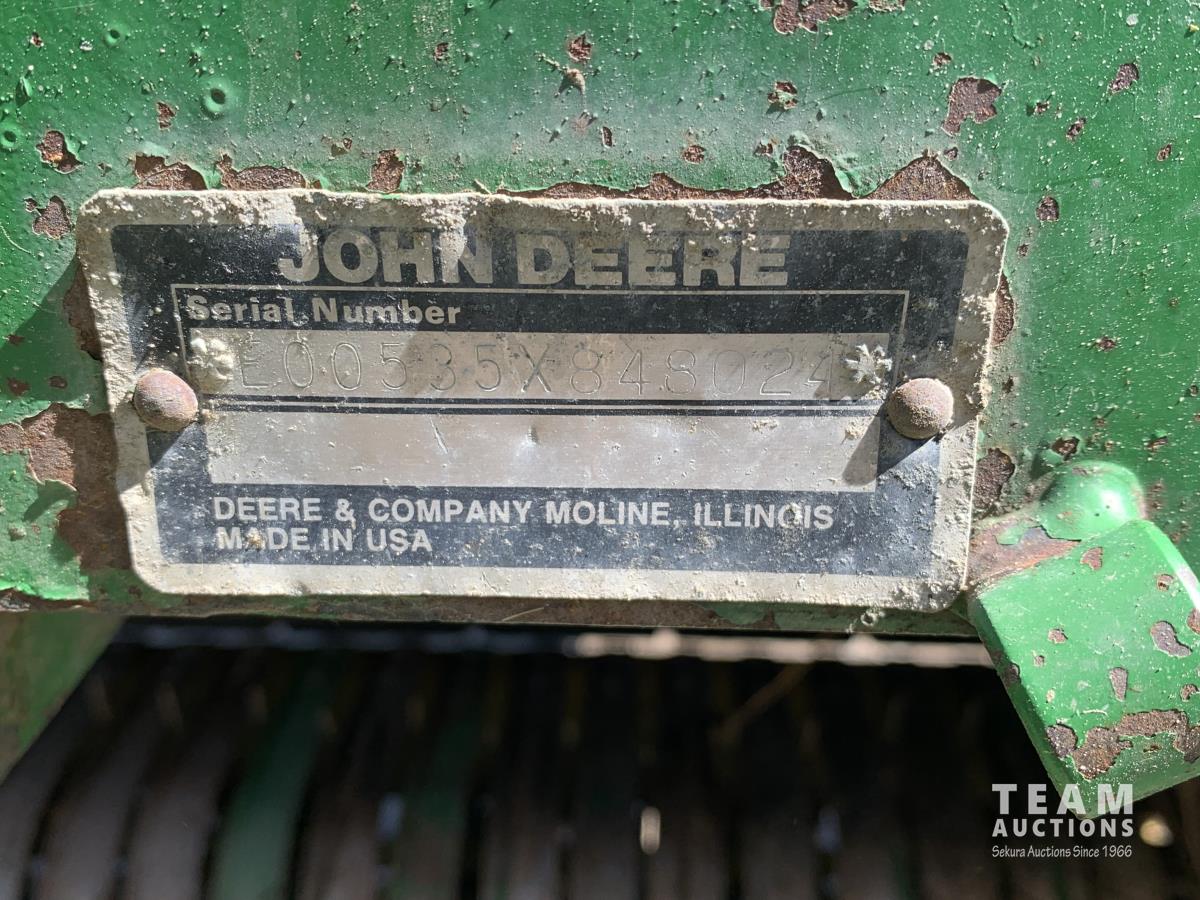 JOHN DEERE
Serial Number
E00535X848024
DEERE & COMPANY MOLINE, ILLINOIS
MADE IN USA
TEAM
AUCTIONS
Sekura Auctions Since 1966